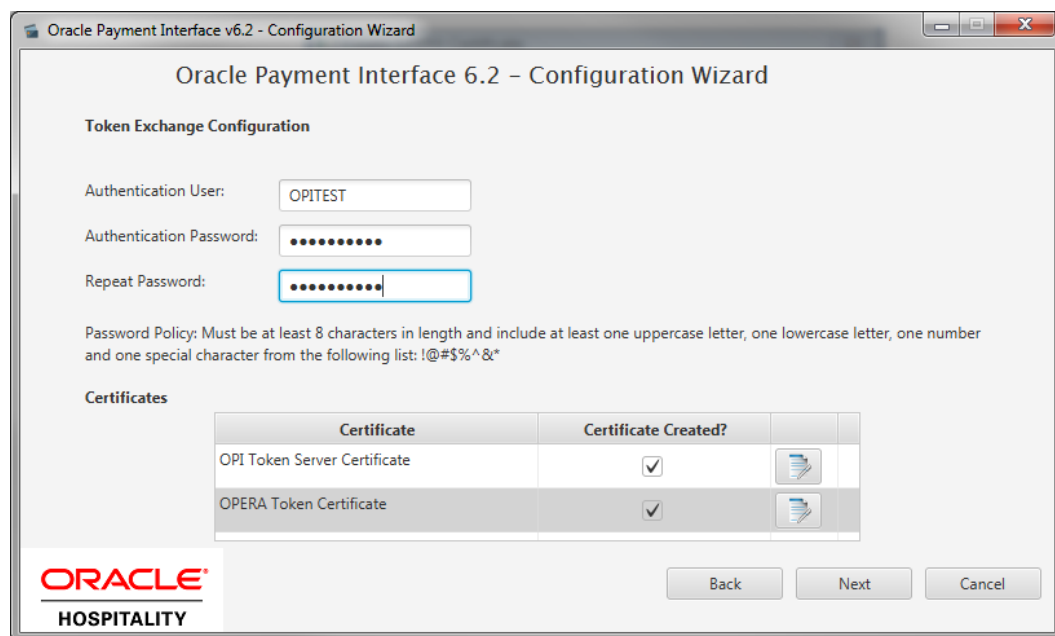 Oracle Payment Interface v6.2 - Configuration Wizard
Oracle Payment Interface 6.2 – Configuration Wizard
Token Exchange Configuration
Authentication User:
OPITEST
Authentication Password:
●●●●●●●●●●
Repeat Password:
●●●●●●●●●●
Password Policy: Must be at least 8 characters in length and include at least one uppercase letter, one lowercase letter, one number
and one special character from the following list: !@#$%^&*
Certificates
Certificate
Certificate Created?
OPI Token Server Certificate
OPERA Token Certificate
ORACLE®
HOSPITALITY
Back
Next
Cancel